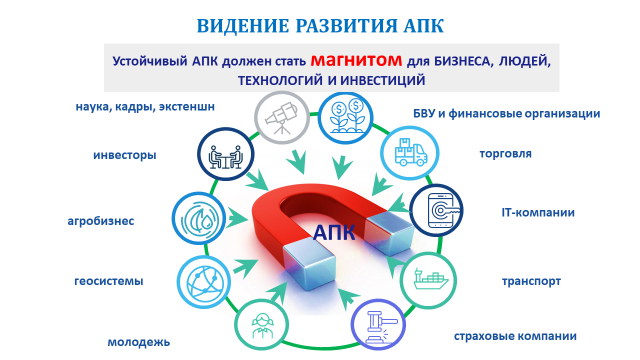 ВИДЕНИЕ РАЗВИТИЯ АПК
Устойчивый АПК должен стать магнитом для БИЗНЕСА, ЛЮДЕЙ,
ТЕХНОЛОГИЙ И ИНВЕСТИЦИЙ
наука, кадры, экстеншн
БВУ и финансовые организации
инвесторы
торговля
агробизнес
IT-компании
АПК
геосистемы
транспорт
молодежь
страховые компании